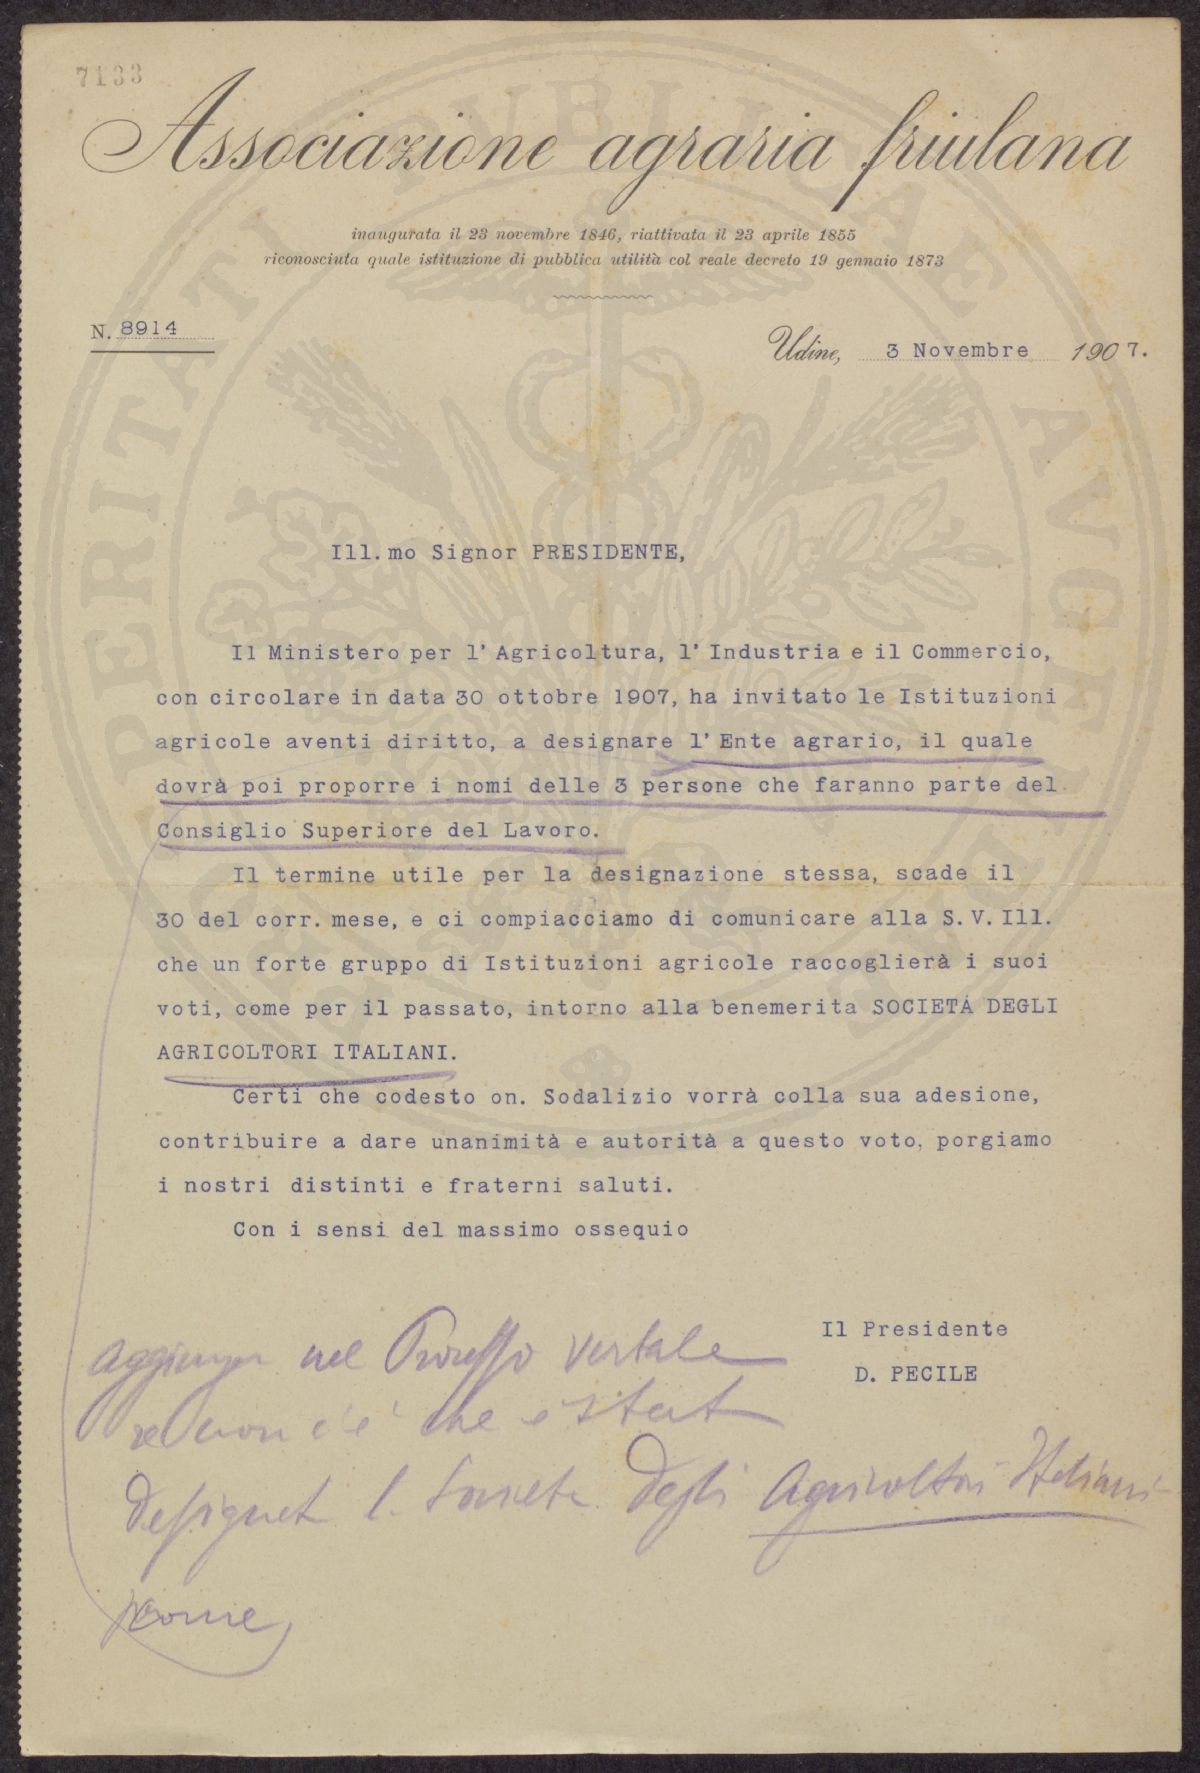 7133
Associazione agraria friulana
inaugurata il 23 novembre 1846, riattivata il 23 aprile 1855
riconosciuta quale istituzione di pubblica utilità col reale decreto 19 gennaio 1873
N. 8914
Udine, 3 Novembre 1907.
Ill.mo Signor PRESIDENTE,
Il Ministero per l'Agricoltura, l'Industria e il Commercio,
con circolare in data 30 ottobre 1907, ha invitato le Istituzioni
agricole aventi diritto, a designare l'Ente agrario, il quale
dovrà poi proporre i nomi delle 3 persone che faranno parte del
Consiglio Superiore del Lavoro.
Il termine utile per la designazione stessa, scade il
30 del corr. mese, e ci compiacciamo di comunicare alla S.V.Ill.
che un forte gruppo di Istituzioni agricole raccoglierà i suoi
voti, come per il passato, intorno alla benemerita SOCIETÁ DEGLI
AGRICOLTORI ITALIANI.
Certi che codesto on. Sodalizio vorrà colla sua adesione,
contribuire a dare unanimità e autorità a questo voto, porgiamo
i nostri distinti e fraterni saluti.
Con i sensi del massimo ossequio
Il Presidente
D. PECILE
nel Processo verbale
se non c'è che è stat
designat l. Societa degli Agricoltori Italiani